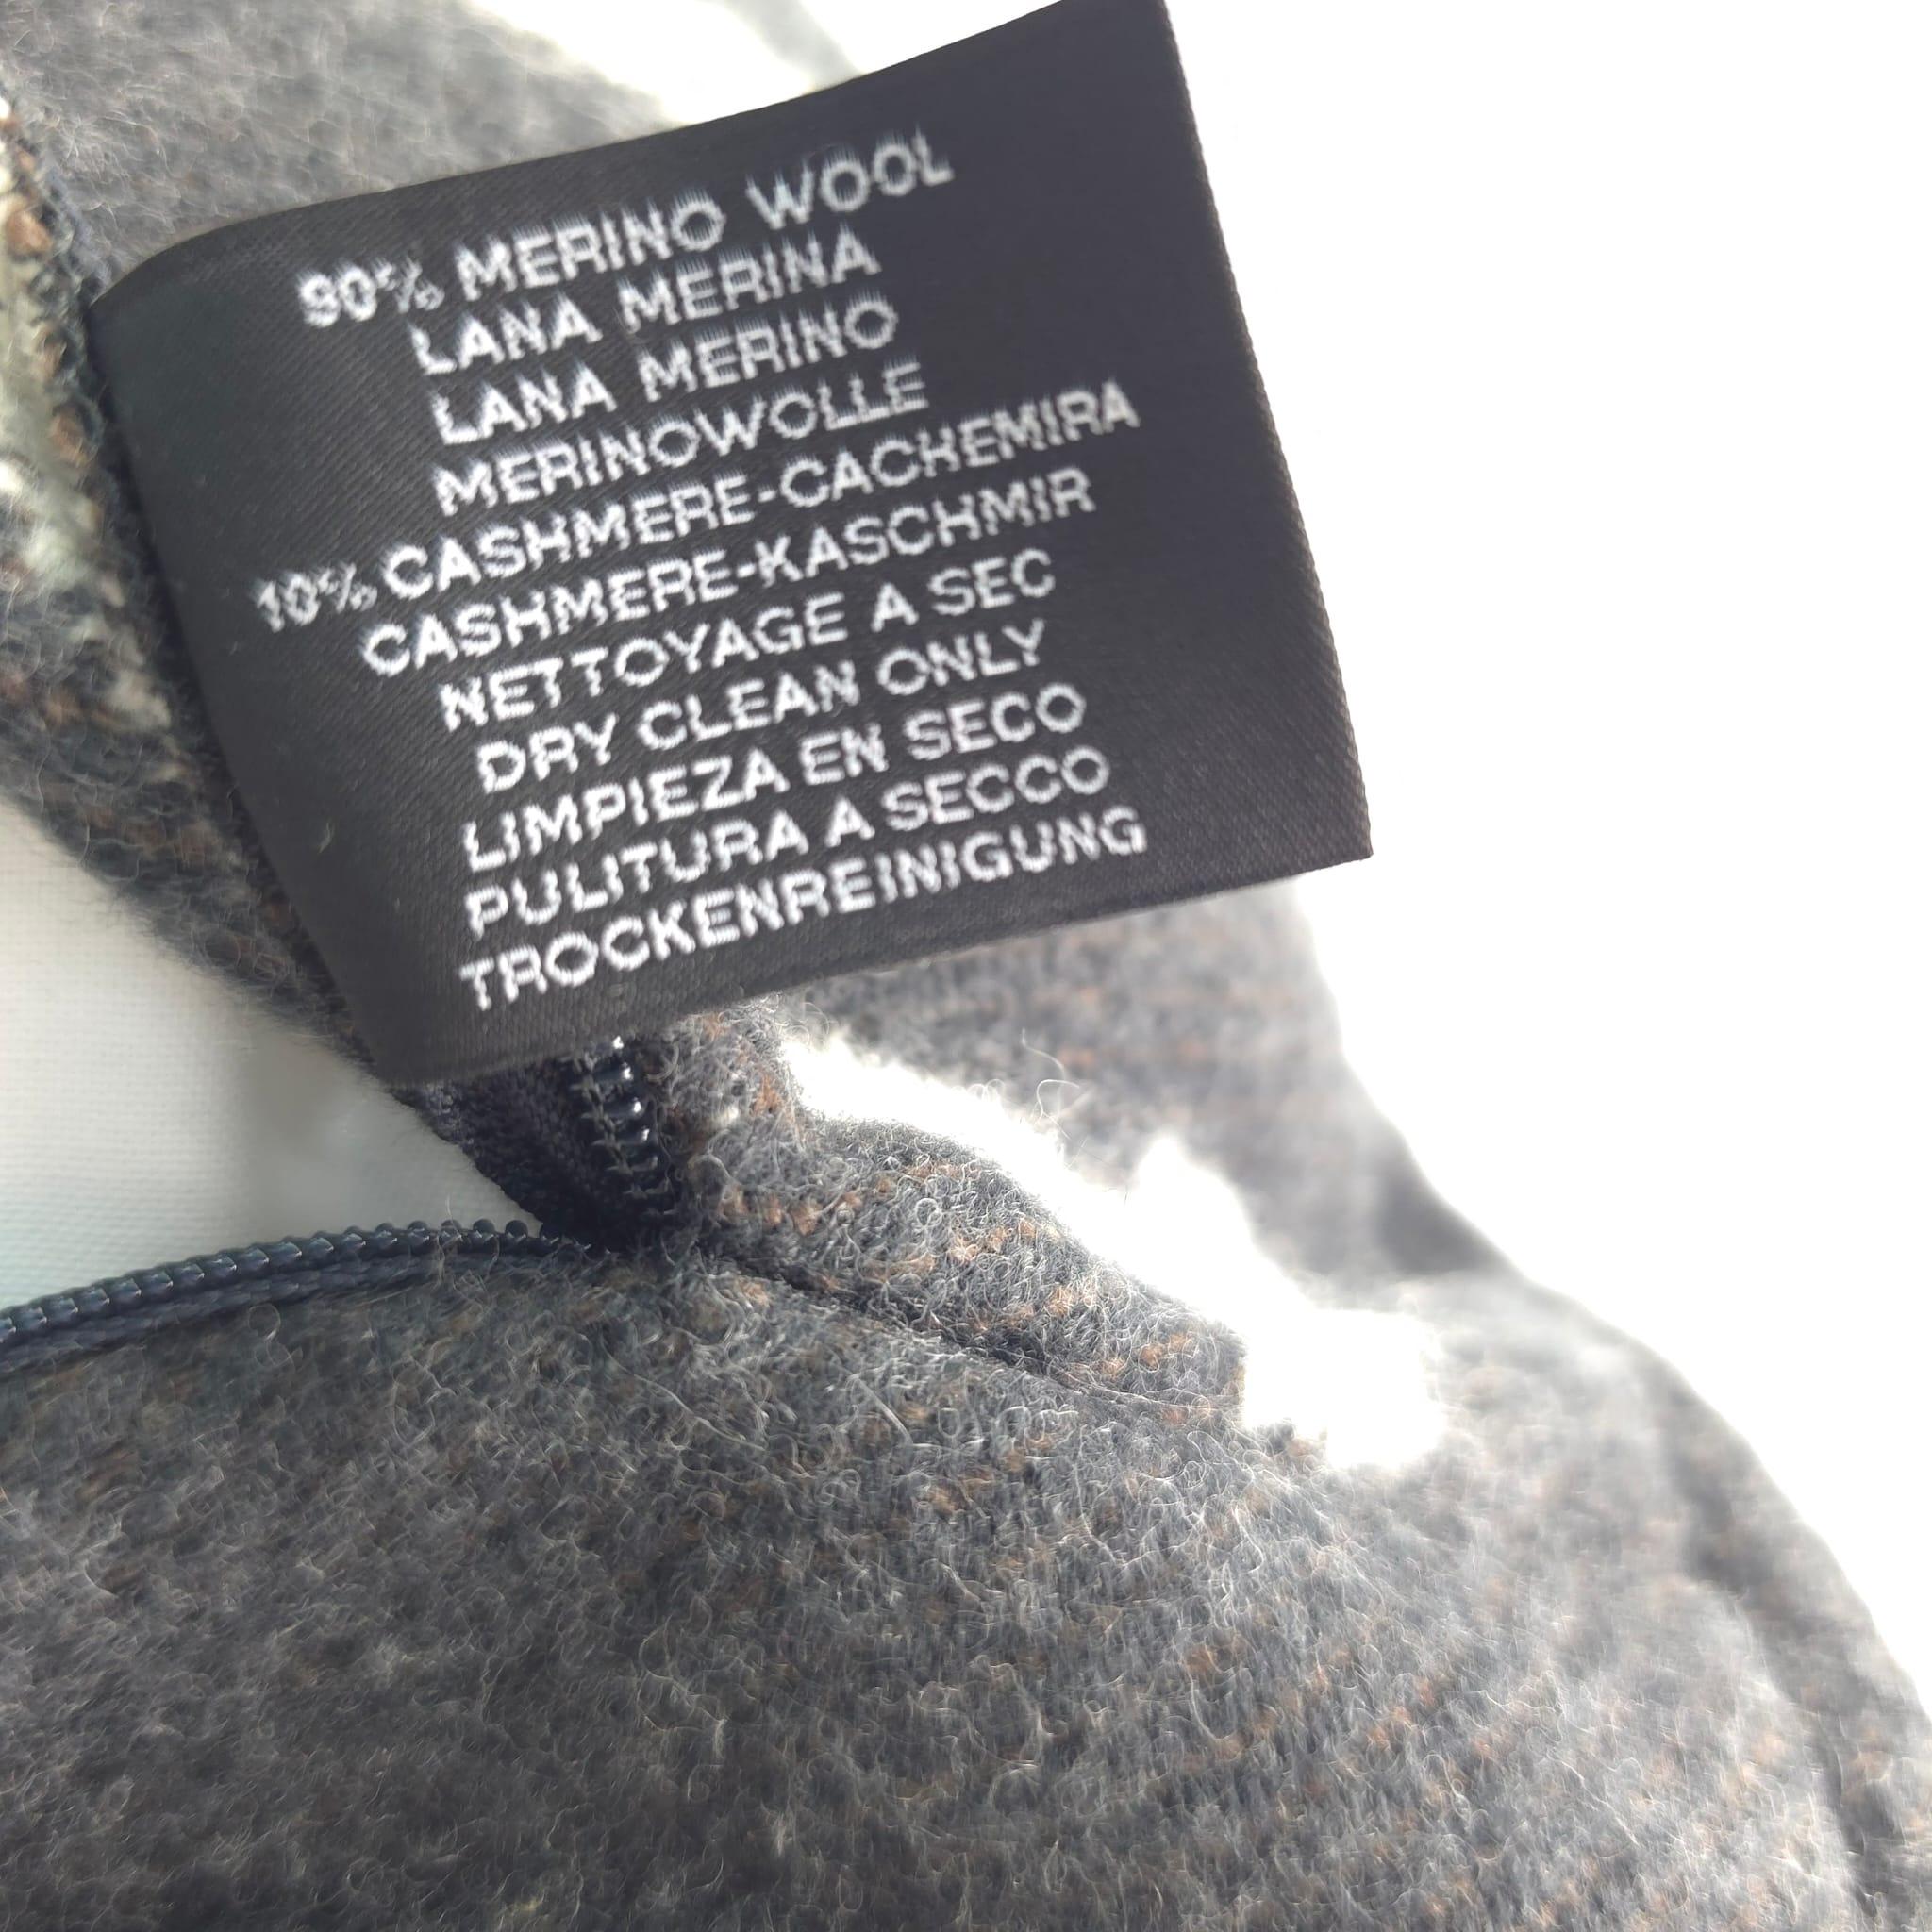 90% MERINO WOOL
LANA MERINA
LANA MERINO
MERINOWOLLE
10% CASHMERE-CACHEMIRA
CASHMERE-KASCHMIR
NETTOYAGE A SEC
DRY CLEAN ONLY
LIMPIEZA EN SECO
PULITURA A SECCO
TROCKENREINIGUNG